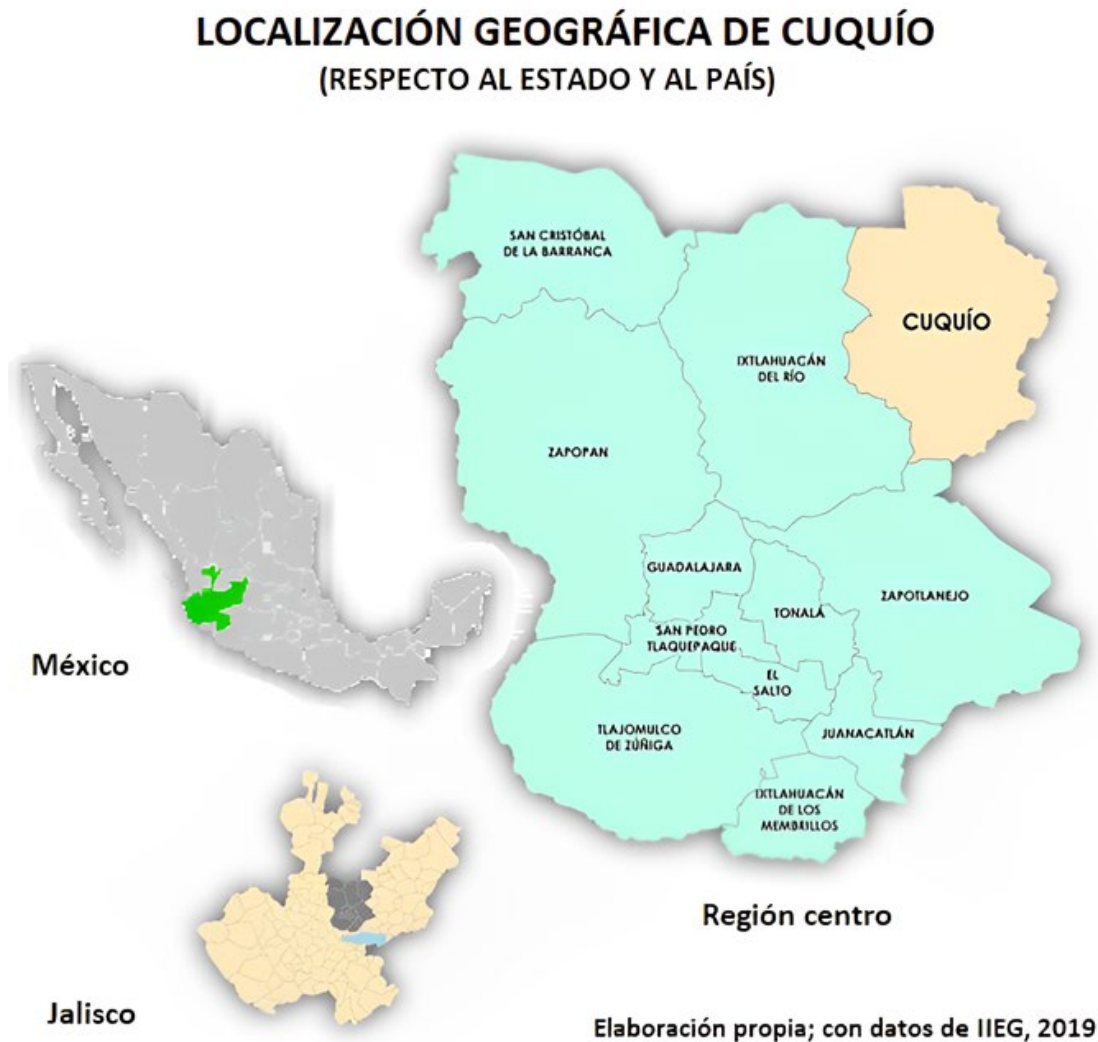 LOCALIZACIÓN GEOGRÁFICA DE CUQUÍO
(RESPECTO AL ESTADO Y AL PAÍS)
SAN CRISTÓBAL
DE LA BARRANCA
CUQUÍO
IXTLAHUACÁN
DEL RÍO
ZAPOPAN
GUADALAJARA
TONALÁ
ZAPOTLANEJO
SAN PEDRO
TLAQUEPAQUE
EL
SALTO
TLAJOMULCO
DE ZÚÑIGA
JUANACATLÁN
IXTLAHUACÁN
DE LOS
MEMBRILLOS
México
Región centro
Jalisco
Elaboración propia; con datos de IIEG, 2019